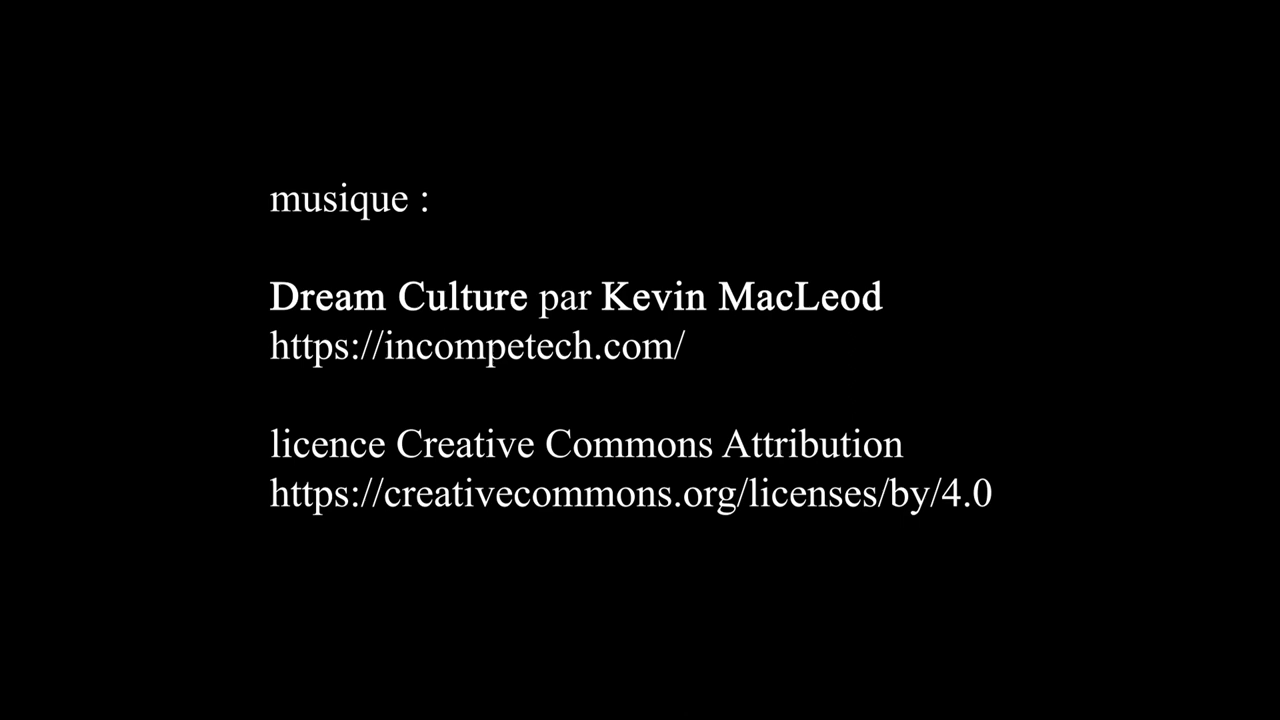 musique :
Dream Culture par Kevin MacLeod
https://incompetech.com/
licence Creative Commons Attribution
https://creativecommons.org/licenses/by/4.0